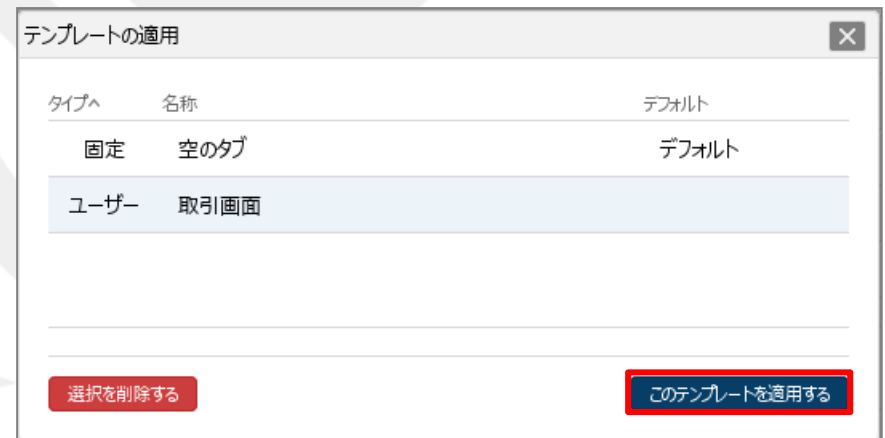 テンプレートの適用
タイプへ 名称 デフォルト
固定 空のタブ デフォルト
ユーザー 取引画面
選択を削除する このテンプレートを適用する